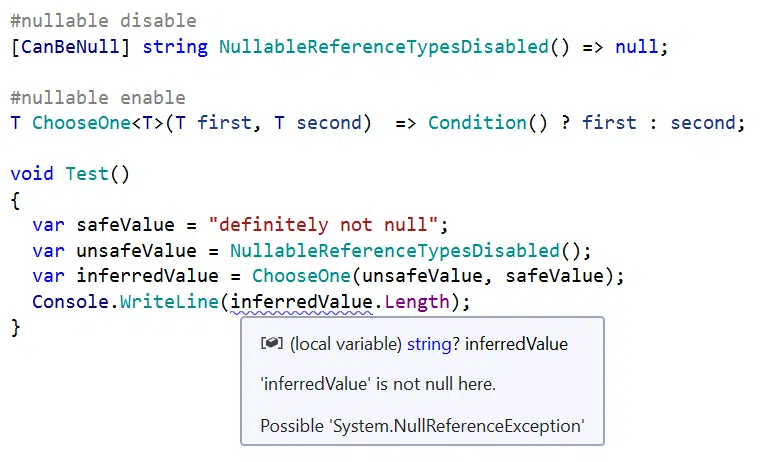 #nullable disable
[CanBeNull] string NullableReferenceTypesDisabled() => null;
#nullable enable
T ChooseOne<T>(T first, T second)  => Condition() ? first : second;
void Test()
{
  var safeValue = "definitely not null";
  var unsafeValue = NullableReferenceTypesDisabled();
  var inferredValue = ChooseOne(unsafeValue, safeValue);
  Console.WriteLine(inferredValue.Length);
}
(local variable) string? inferredValue
'inferredValue' is not null here.
Possible 'System.NullReferenceException'